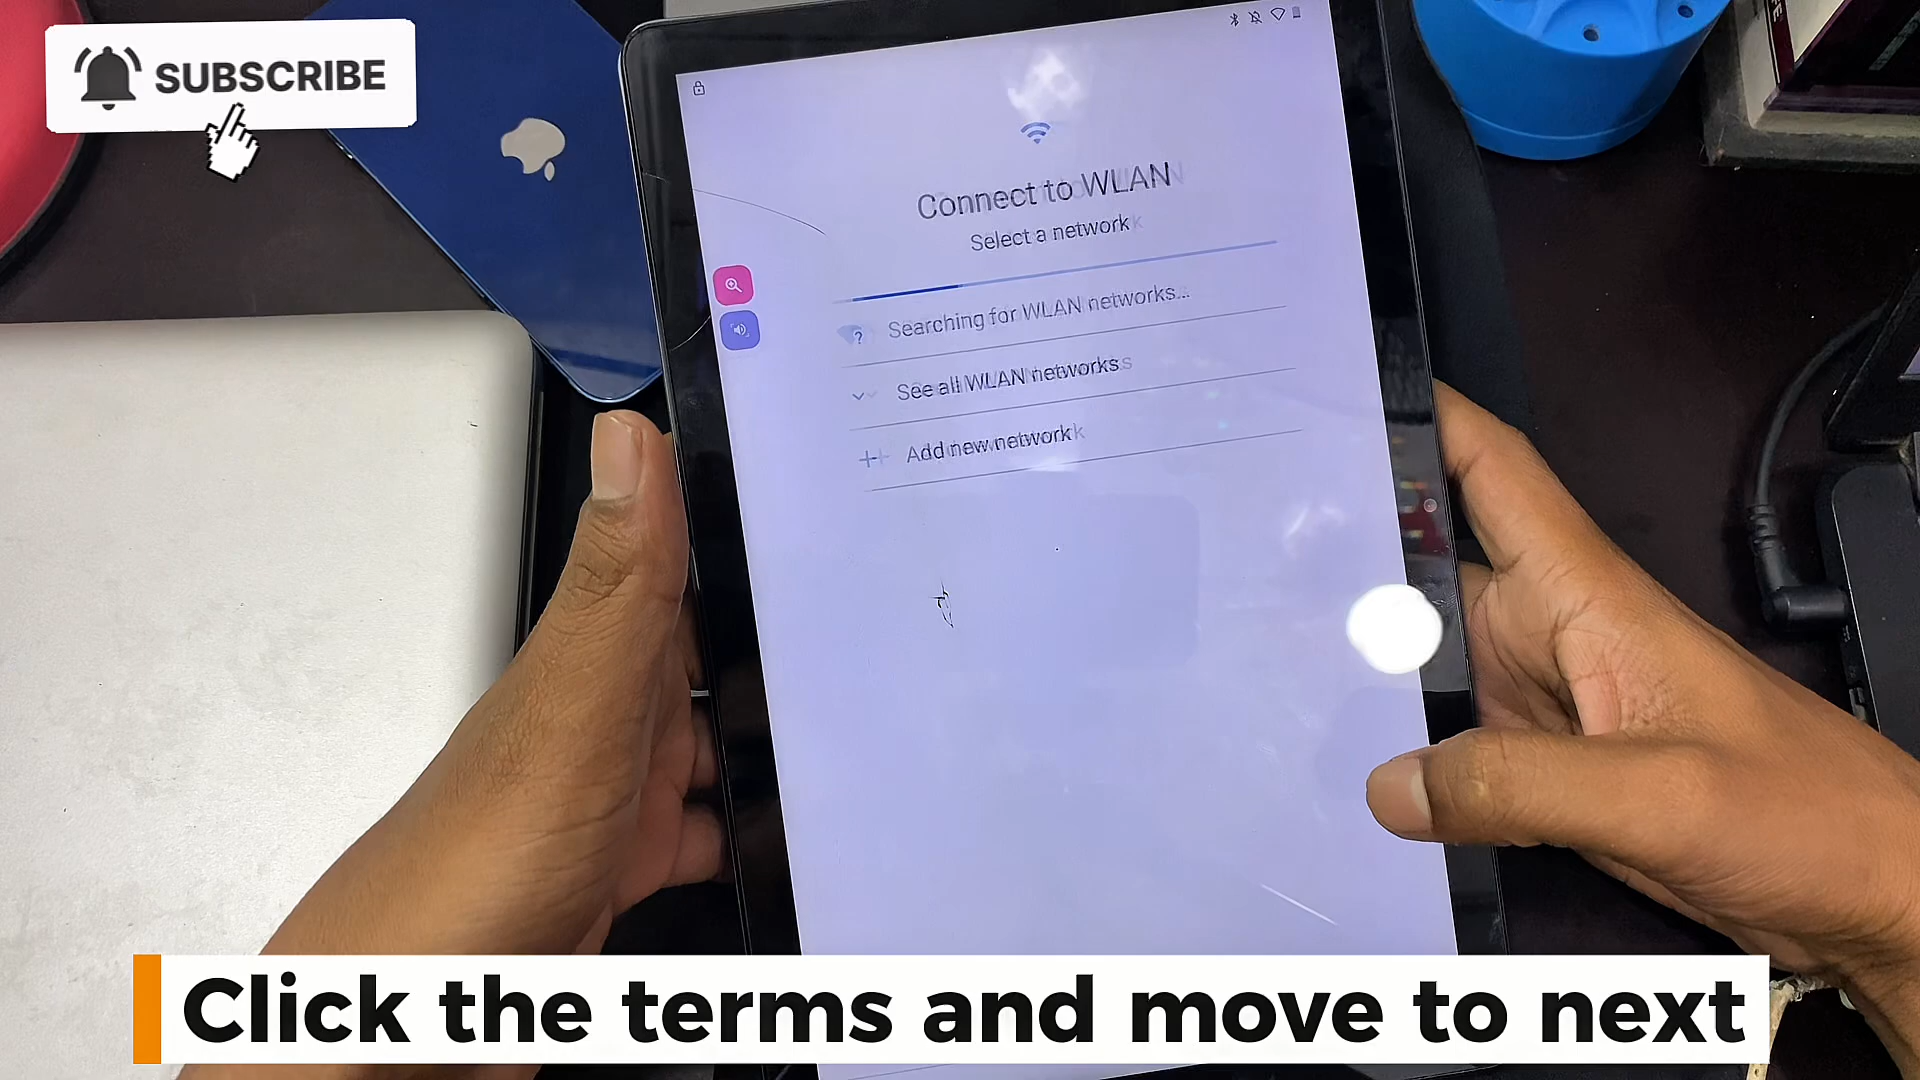 SUBSCRIBE
Connect to WLAN
Select a network
Searching for WLAN networks...
See all WLAN networks
Add new network
Click the terms and move to next